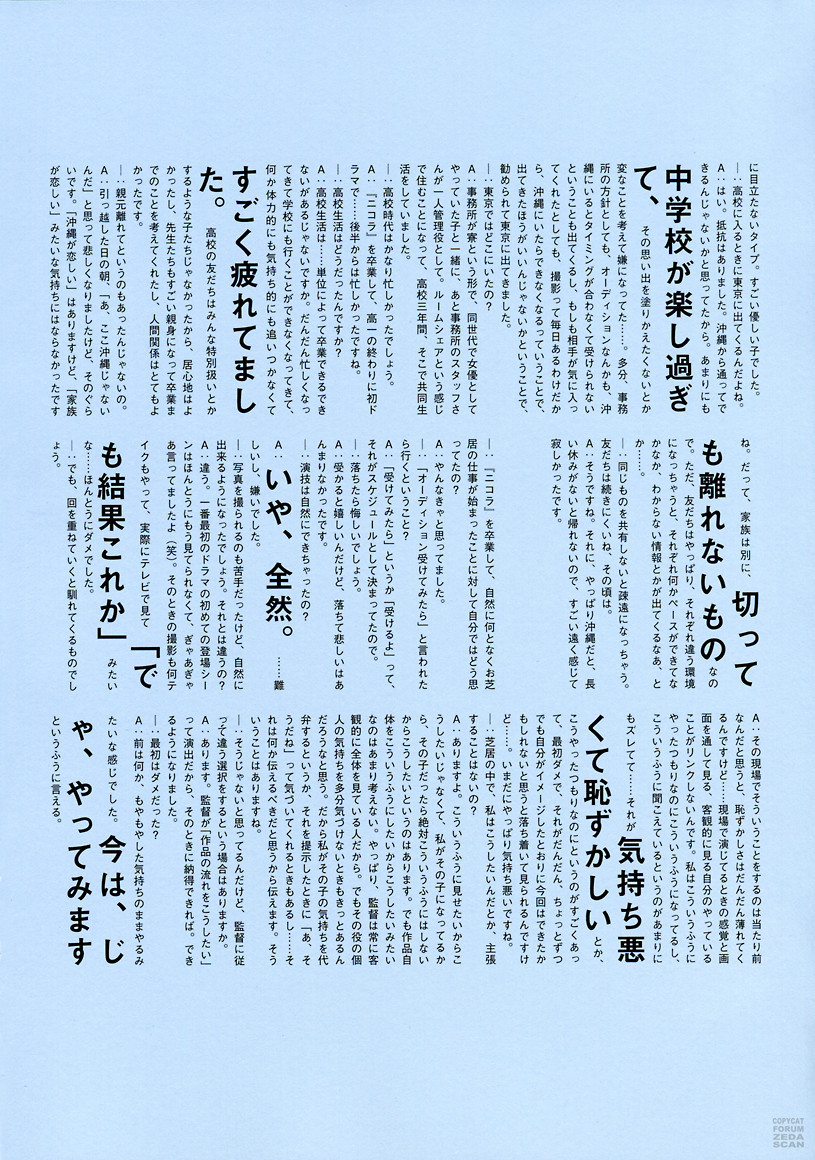 に目立たないタイプ。すごい優しい子でした。
―：高校に入るときに東京に出てくるんだよね。
A：はい。抵抗はありました。沖縄から通ってで
きるんじゃないかと思ってたから。あまりにも
中学校が楽し過ぎ
て、その思い出を塗りかえたくないとか
変なことを考えて嫌になってた……。多分、事務
所の方針としても、オーディションなんかも、沖
縄にいるとタイミングが合わなくて受けられない
ということも出てくるし、もしも相手が気に入っ
てくれたとしても、撮影って毎日あるわけだか
ら、沖縄にいたらできなくなるっていうことで、
出てきたほうがいいんじゃないかということで、
勧められて東京に出てきました。
―：東京ではどこにいたの？
A：事務所が寮という形で、同世代で女優として
やっていた子と一緒に、あと事務所のスタッフさ
んが一人管理役として。ルームシェアという感じ
で住むことになって、高校三年間、そこで共同生
活をしていました。
―：高校時代はかなり忙しかったでしょう。
A：『ニコラ』を卒業して、高一の終わりに初ド
ラマで……後半からは忙しかったですね。
―：高校生活はどうだったんですか？
A：高校生活は……単位によって卒業できるでき
ないがあるじゃないですか。だんだん忙しくなっ
てきて学校にも行くことができなくなってきて、
何か体力的にも気持ち的にも追いつかなくて
すごく疲れてまし
た。高校の友だちはみんな特別扱いとか
するような子たちじゃなかったから、居心地はよ
かったし、先生たちもすごい親身になって卒業ま
でのことを考えてくれたし、人間関係はとてもよ
かったです。
―：親元離れてというのもあったんじゃないの。
A：引っ越した日の朝、「あ、ここ沖縄じゃない
んだ」と思って悲しくなりましたけど、そのぐら
いです。「沖縄が恋しい」はありますけど、「家族
が恋しい」みたいな気持ちにはならなかったです
ね。だって、家族は別に、切って
も離れないものなの
で。ただ、友だちはやっぱり、それぞれ違う環境
になっちゃうと、それぞれ何かペースができてな
かなか、わからない情報とかが出てくるなあ、と
か……。
―：同じものを共有しないと疎遠になっちゃう。
友だちは続きにくいね、その頃は。
A：そうですね。それに、やっぱり沖縄だと、長
い休みがないと帰れないので、すごい遠く感じて
寂しかったです。
―：『ニコラ』を卒業して、自然に何となくお芝
居の仕事が始まったことに対して自分ではどう思
ってたの？
A：やんなきゃと思ってました。
―：「オーディション受けてみたら」と言われた
ら行くということ？
A：「受けてみたら」というか「受けるよ」って、
それがスケジュールとして決まってたので。
―：落ちたら悔しいでしょう。
A：受かると嬉しいんだけど、落ちて悲しいはあ
んまりなかったです。
―：演技は自然にできちゃったの？
A：いや、全然。……難
しいし、嫌いでした。
―：写真を撮られるのも苦手だったけど、自然に
出来るようになったでしょう。それとは違うの？
A：違う。一番最初のドラマの初めての登場シー
ンはほんとうにもう見てられなくて、ぎゃあぎゃ
あ言ってましたよ（笑）。そのときの撮影も何テ
イクもやって、実際にテレビで見て「で
も結果これか」みたい
な……ほんとうにダメでした。
―：でも、回を重ねていくと馴れてくるものでし
ょう。
A：その現場でそういうことをするのは当たり前
なんだと思うと、恥ずかしさはだんだん薄れてく
るんですけど……現場で演じてるときの感覚と画
面を通して見る、客観的に見る自分のやっている
ことがリンクしないんです。私はこういうふうに
やったつもりなのにこういうふうになってるし、
こういうふうに聞こえているというのがあまりに
もズレてて……それが気持ち悪
くて恥ずかしいとか、
こうやったつもりなのにというのがすごくあっ
て、最初ダメで、それがだんだん、ちょっとずつ
でも自分がイメージしたとおりに今回はできたか
もしれないと思うと落ち着いて見られるんですけ
ど……。いまだにやっぱり気持ち悪いですね。
―：芝居の中で、私はこうしたいんだとか、主張
することはないの？
A：ありますよ。こういうふうに見せたいからこ
うしたいじゃなくて、私がその子になってるか
ら、その子だったら絶対こういうふうにはしない
からこうしたいというのはあります。でも作品自
体をこういうふうにしたいからこうしたいみたい
なのはあまり考えない。やっぱり、監督は常に客
観的に全体を見ている人だから。でもその役の個
人の気持ちを多分気づけないときもきっとあるん
だろうなと思う。だから私がその子の気持ちを代
弁するというか、それを提示したときに「あ、そ
うだね」って気づいてくれるときもあるし……そ
れは何か伝えるべきだと思うから伝えます。そう
いうことはありますね。
―：そうじゃないと思ってるんだけど、監督に従
って違う選択をするという場合はありますか。
A：あります。監督が「作品の流れをこうしたい」
って演出だから、そのときに納得できれば。でき
るようになりました。
―：最初はダメだった？
A：前は何か、もやもやした気持ちのままやるみ
たいな感じでした。今は、じ
ゃ、やってみます
というふうに言える。
COPYCAT
FORUM
ZEDA
SCAN